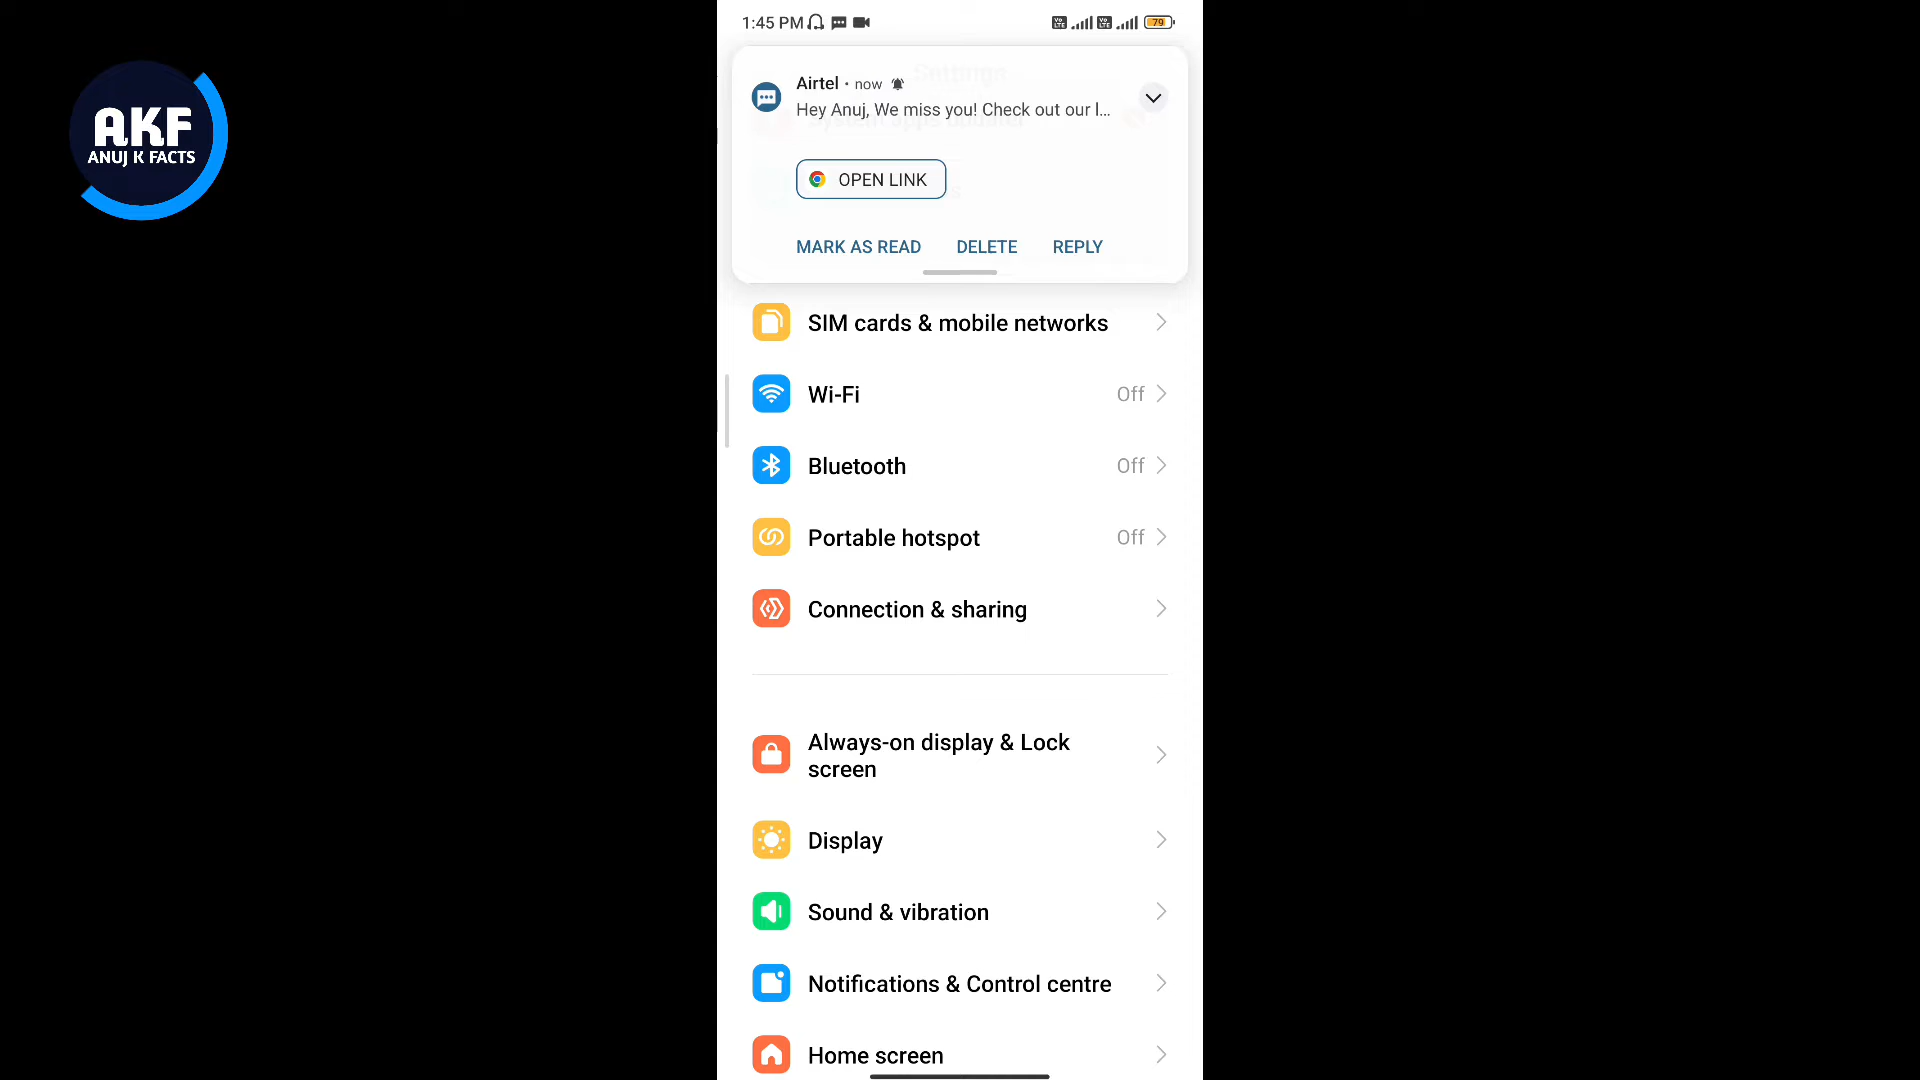 1:45 PM
79
AKF
ANUJ K FACTS
Settings
Airtel · now
Hey Anuj, We miss you! Check out our l...
OPEN LINK
MARK AS READ DELETE REPLY
SIM cards & mobile networks
Wi-Fi Off
Bluetooth Off
Portable hotspot Off
Connection & sharing
Always-on display & Lock
screen
Display
Sound & vibration
Notifications & Control centre
Home screen